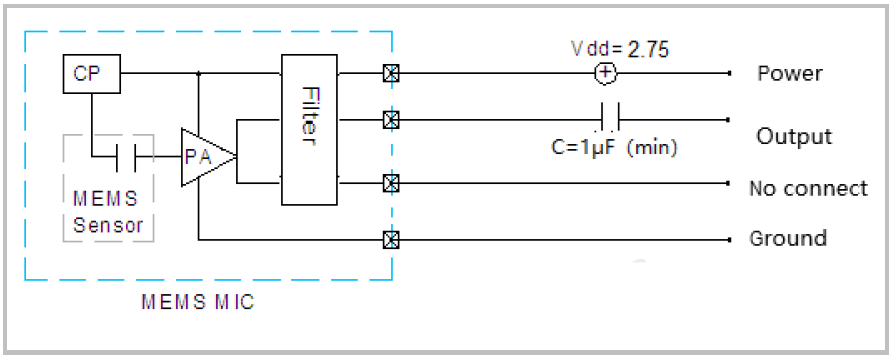 Vdd= 2.75
CP
Power
Filter
Output
C=1μF (min)
PA
No connect
MEMS
Sensor
Ground
MEMS MIC